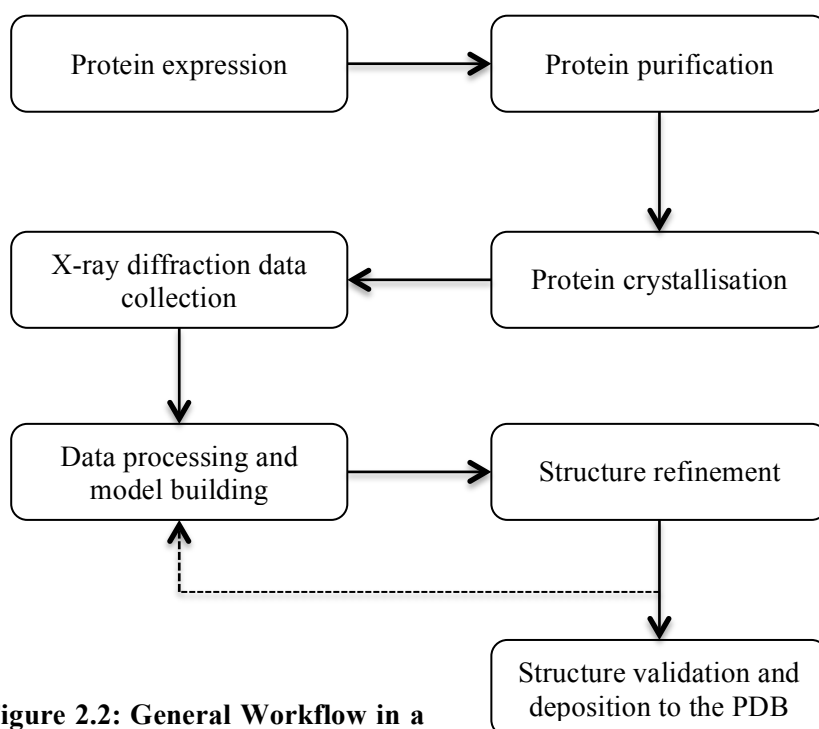 Protein expression
Protein purification
X-ray diffraction data
collection
Protein crystallisation
Data processing and
model building
Structure refinement
Structure validation and
deposition to the PDB
igure 2.2: General Workflow in a